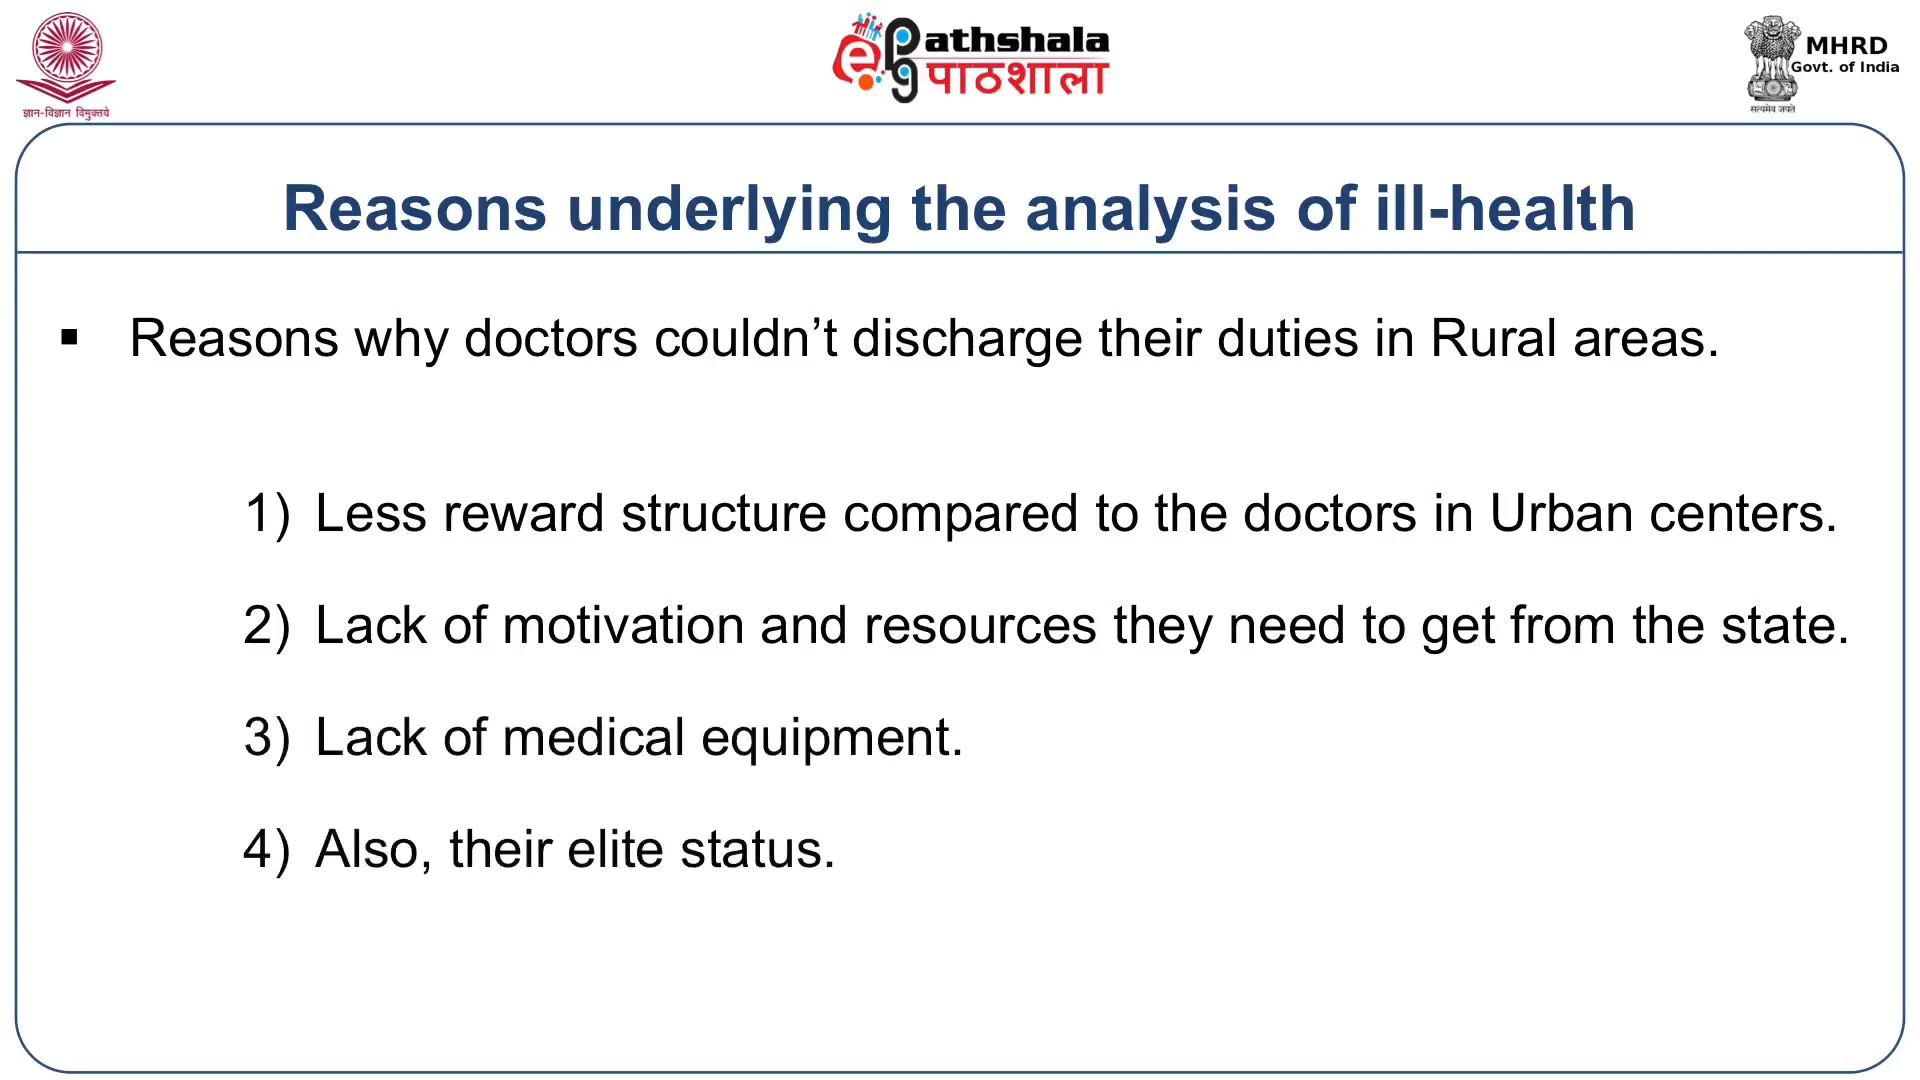 ज्ञान-विज्ञान विमुक्तये
ePG Pathshala
पाठशाला
MHRD
Govt. of India
सत्यमेव जयते
Reasons underlying the analysis of ill-health
▪ Reasons why doctors couldn’t discharge their duties in Rural areas.
1) Less reward structure compared to the doctors in Urban centers.
2) Lack of motivation and resources they need to get from the state.
3) Lack of medical equipment.
4) Also, their elite status.